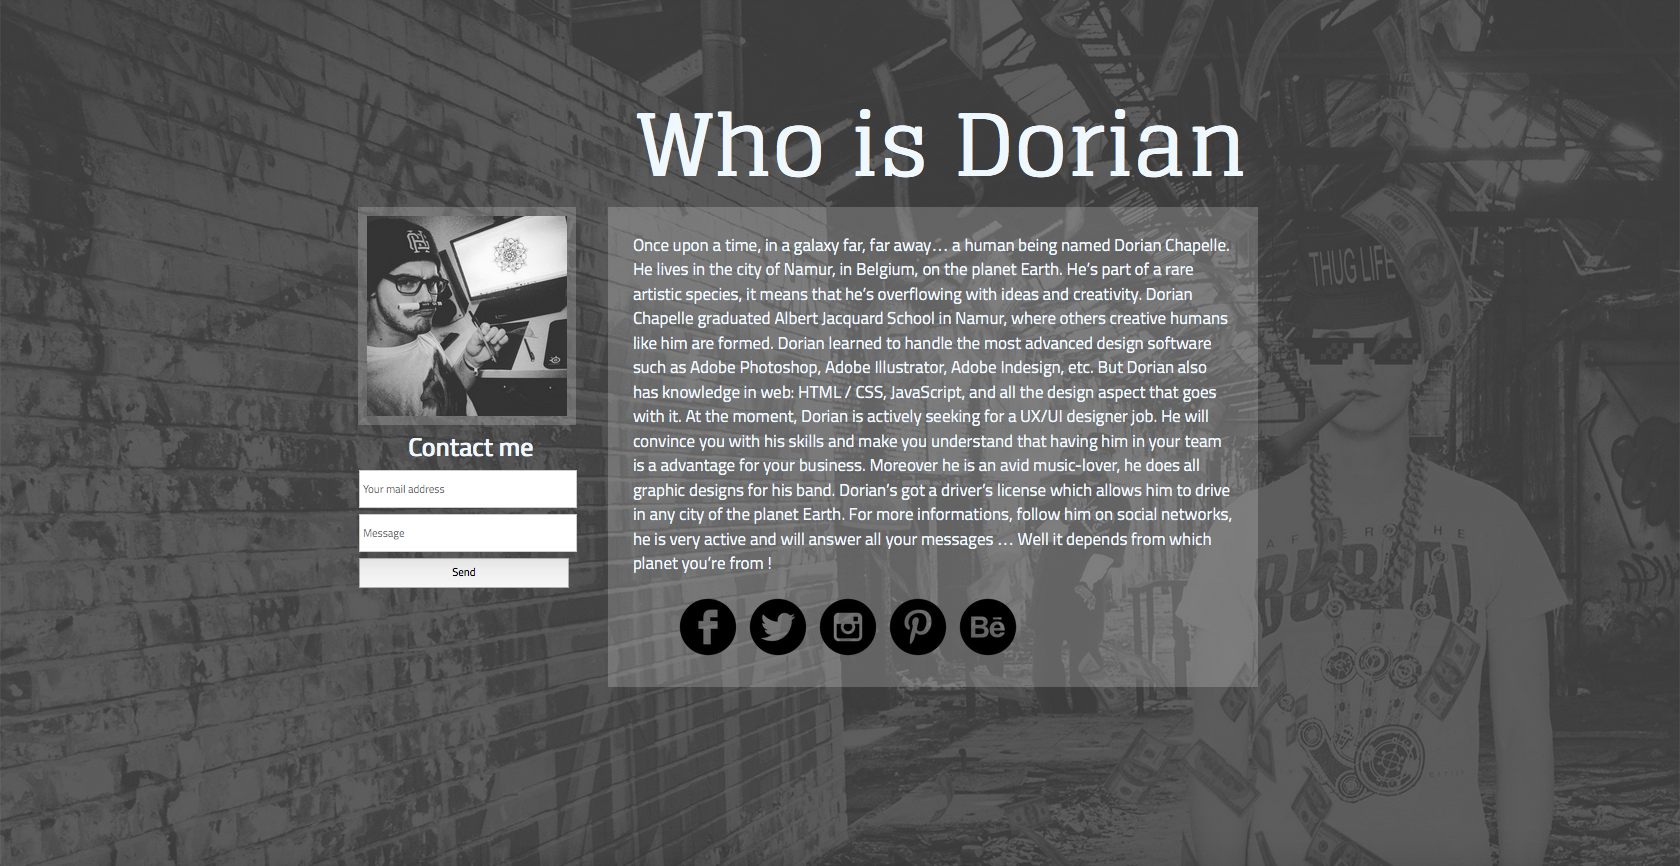 Who is Dorian
Once upon a time, in a galaxy far, far away… a human being named Dorian Chapelle.
He lives in the city of Namur, in Belgium, on the planet Earth. He’s part of a rare
artistic species, it means that he’s overflowing with ideas and creativity. Dorian
Chapelle graduated Albert Jacquard School in Namur, where others creative humans
like him are formed. Dorian learned to handle the most advanced design software
such as Adobe Photoshop, Adobe Illustrator, Adobe Indesign, etc. But Dorian also
has knowledge in web: HTML / CSS, JavaScript, and all the design aspect that goes
with it. At the moment, Dorian is actively seeking for a UX/UI designer job. He will
convince you with his skills and make you understand that having him in your team
is a advantage for your business. Moreover he is an avid music-lover, he does all
graphic designs for his band. Dorian’s got a driver’s license which allows him to drive
in any city of the planet Earth. For more informations, follow him on social networks,
he is very active and will answer all your messages … Well it depends from which
planet you’re from !
Contact me
Your mail address
Message
Send
Bē
THUG LIFE
AFTER THE
BURIAL